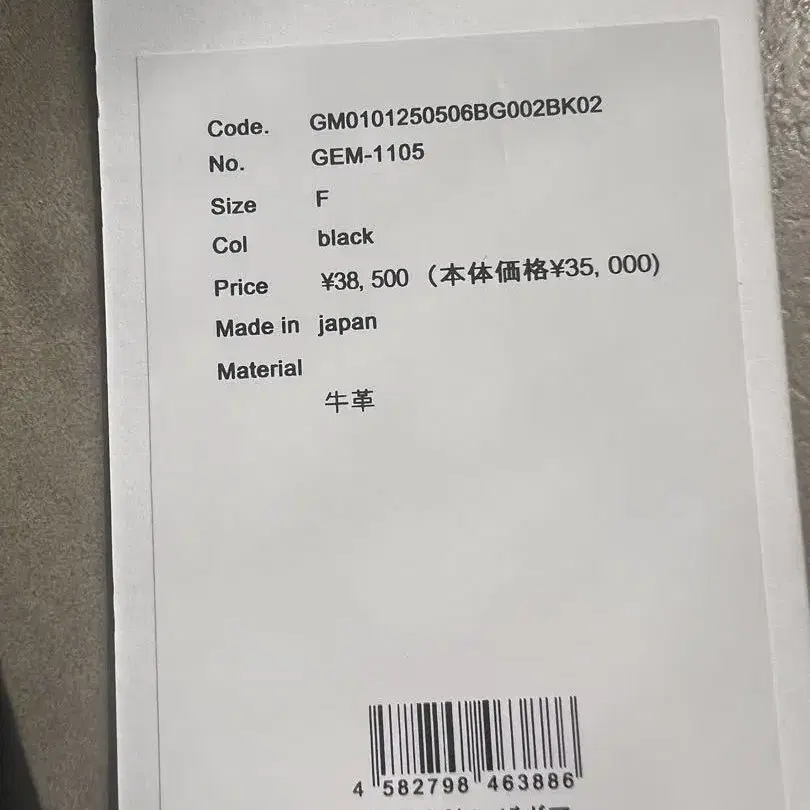 Code. GM0101250506BG002BK02
No. GEM-1105
Size F
Col black
Price ¥38,500 (本体価格¥35,000)
Made in japan
Material
牛革
4 582798 463886